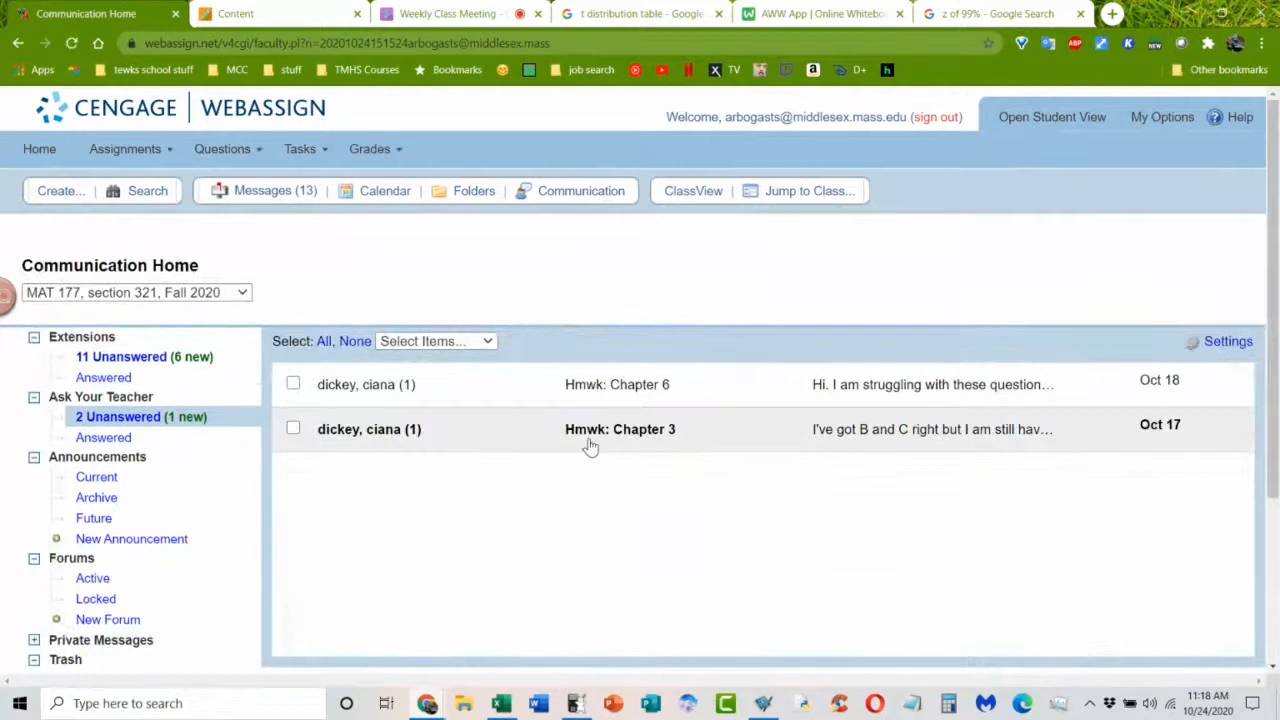 Communication Home
Content
Weekly Class Meeting -
t distribution table - Google
AWW App | Online Whitebo
z of 99% - Google Search
webassign.net/v4cgi/faculty.pl?n=20201024151524arbogasts@middlesex.mass
Apps
tewks school stuff
MCC
stuff
TMHS Courses
Bookmarks
job search
TV
D+
Other bookmarks
CENGAGE | WEBASSIGN
Welcome, arbogasts@middlesex.mass.edu (sign out)
Open Student View
My Options
Help
Home
Assignments
Questions
Tasks
Grades
Create...
Search
Messages (13)
Calendar
Folders
Communication
ClassView
Jump to Class...
Communication Home
MAT 177, section 321, Fall 2020
Extensions
11 Unanswered (6 new)
Answered
Ask Your Teacher
2 Unanswered (1 new)
Answered
Announcements
Current
Archive
Future
New Announcement
Forums
Active
Locked
New Forum
Private Messages
Trash
Select: All, None
Select Items...
Settings
dickey, ciana (1)
Hmwk: Chapter 6
Hi. I am struggling with these question...
Oct 18
dickey, ciana (1)
Hmwk: Chapter 3
I've got B and C right but I am still hav...
Oct 17
Type here to search
11:18 AM
10/24/2020